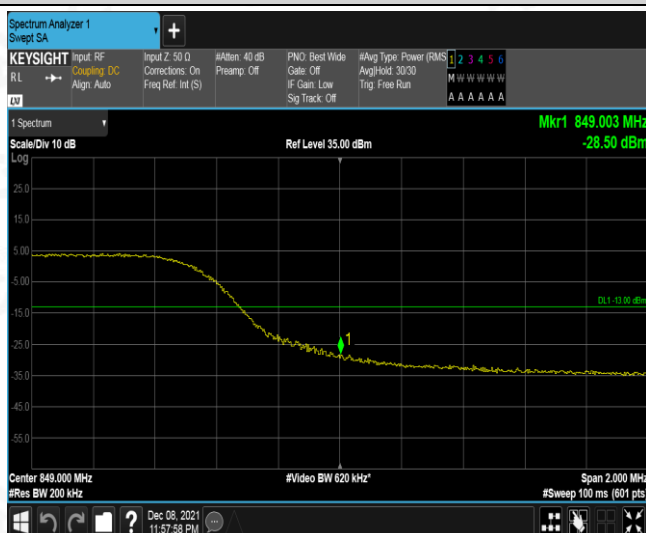 Spectrum Analyzer 1
Swept SA
+
KEYSIGHT
RL
Input: RF
Coupling: DC
Align: Auto
Input Z: 50 Ω
Corrections: On
Freq Ref: Int (S)
#Atten: 40 dB
Preamp: Off
PNO: Best Wide
Gate: Off
IF Gain: Low
Sig Track: Off
#Avg Type: Power (RMS
Avg|Hold: 30/30
Trig: Free Run
1 2 3 4 5 6
M W W W W W
A A A A A A
LXI
1 Spectrum
Scale/Div 10 dB
Ref Level 35.00 dBm
Mkr1 849.003 MHz
-28.50 dBm
Log
25.0
15.0
5.00
-5.00
DL1 -13.00 dBm
-15.0
1
-25.0
-35.0
-45.0
-55.0
Center 849.000 MHz
#Video BW 620 kHz*
Span 2.000 MHz
#Res BW 200 kHz
#Sweep 100 ms (601 pts)
?
Dec 08, 2021
11:57:58 PM